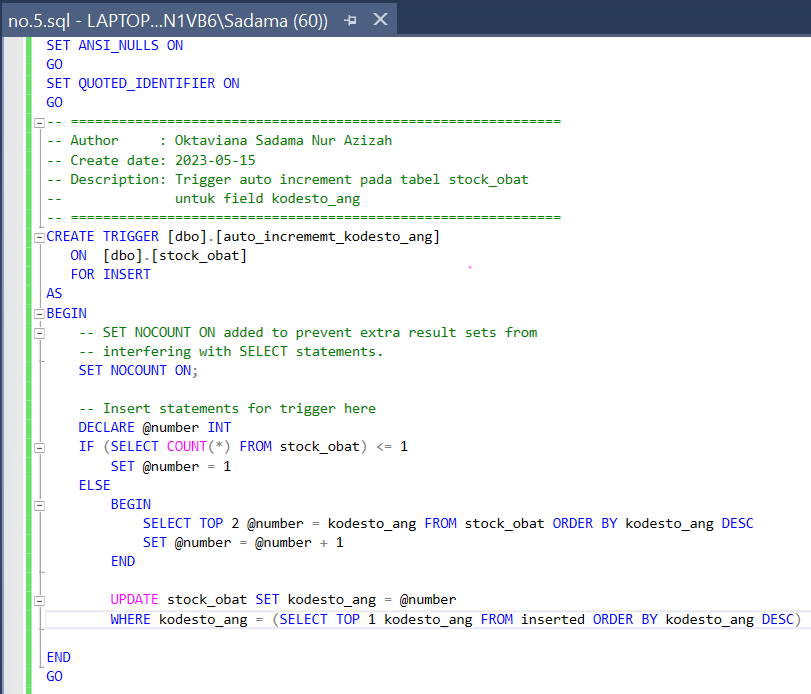 no.5.sql - LAPTOP...N1VB6\Sadama (60))
SET ANSI_NULLS ON
GO
SET QUOTED_IDENTIFIER ON
GO
-- =============================================================
-- Author     : Oktaviana Sadama Nur Azizah
-- Create date: 2023-05-15
-- Description: Trigger auto increment pada tabel stock_obat
--              untuk field kodesto_ang
-- =============================================================
CREATE TRIGGER [dbo].[auto_incrememt_kodesto_ang]
   ON  [dbo].[stock_obat]
   FOR INSERT
AS
BEGIN
    -- SET NOCOUNT ON added to prevent extra result sets from
    -- interfering with SELECT statements.
    SET NOCOUNT ON;

    -- Insert statements for trigger here
    DECLARE @number INT
    IF (SELECT COUNT(*) FROM stock_obat) <= 1
        SET @number = 1
    ELSE
        BEGIN
            SELECT TOP 2 @number = kodesto_ang FROM stock_obat ORDER BY kodesto_ang DESC
            SET @number = @number + 1
        END

        UPDATE stock_obat SET kodesto_ang = @number
        WHERE kodesto_ang = (SELECT TOP 1 kodesto_ang FROM inserted ORDER BY kodesto_ang DESC)

END
GO